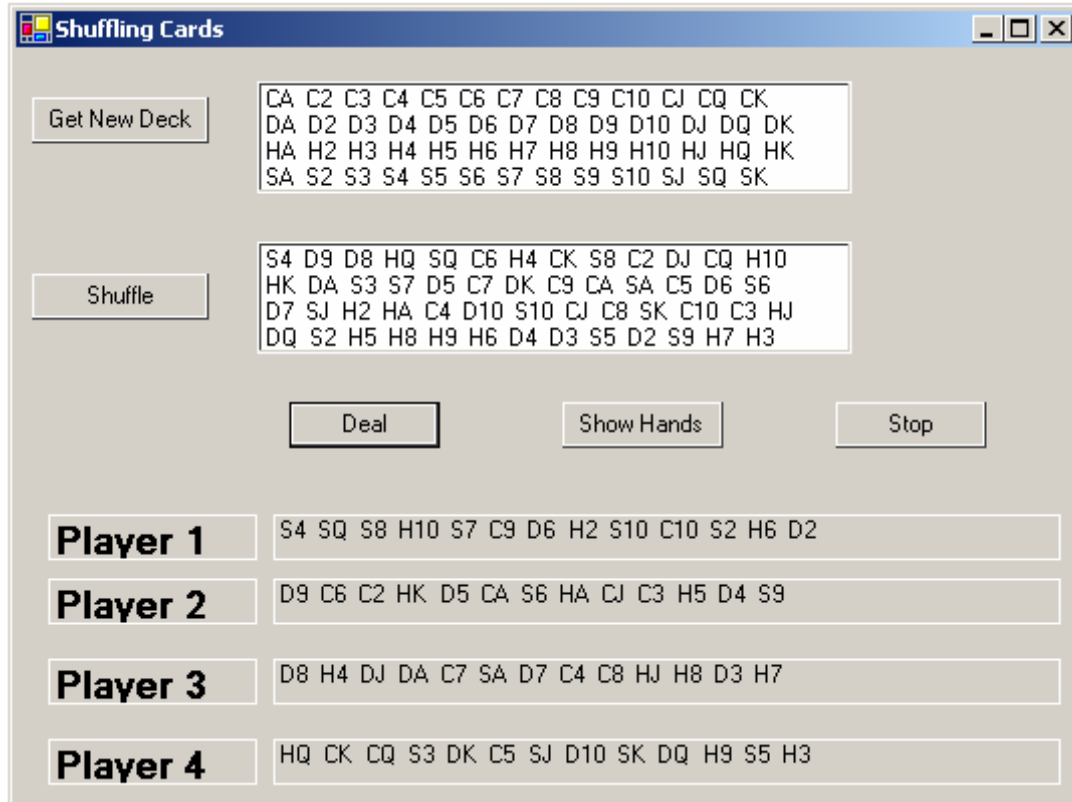 Shuffling Cards
Get New Deck
CA C2 C3 C4 C5 C6 C7 C8 C9 C10 CJ CQ CK
DA D2 D3 D4 D5 D6 D7 D8 D9 D10 DJ DQ DK
HA H2 H3 H4 H5 H6 H7 H8 H9 H10 HJ HQ HK
SA S2 S3 S4 S5 S6 S7 S8 S9 S10 SJ SQ SK
Shuffle
S4 D9 D8 HQ SQ C6 H4 CK S8 C2 DJ CQ H10
HK DA S3 S7 D5 C7 DK C9 CA SA C5 D6 S6
D7 SJ H2 HA C4 D10 S10 CJ C8 SK C10 C3 HJ
DQ S2 H5 H8 H9 H6 D4 D3 S5 D2 S9 H7 H3
Deal Show Hands Stop
Player 1 S4 SQ S8 H10 S7 C9 D6 H2 S10 C10 S2 H6 D2
Player 2 D9 C6 C2 HK D5 CA S6 HA CJ C3 H5 D4 S9
Player 3 D8 H4 DJ DA C7 SA D7 C4 C8 HJ H8 D3 H7
Player 4 HQ CK CQ S3 DK C5 SJ D10 SK DQ H9 S5 H3